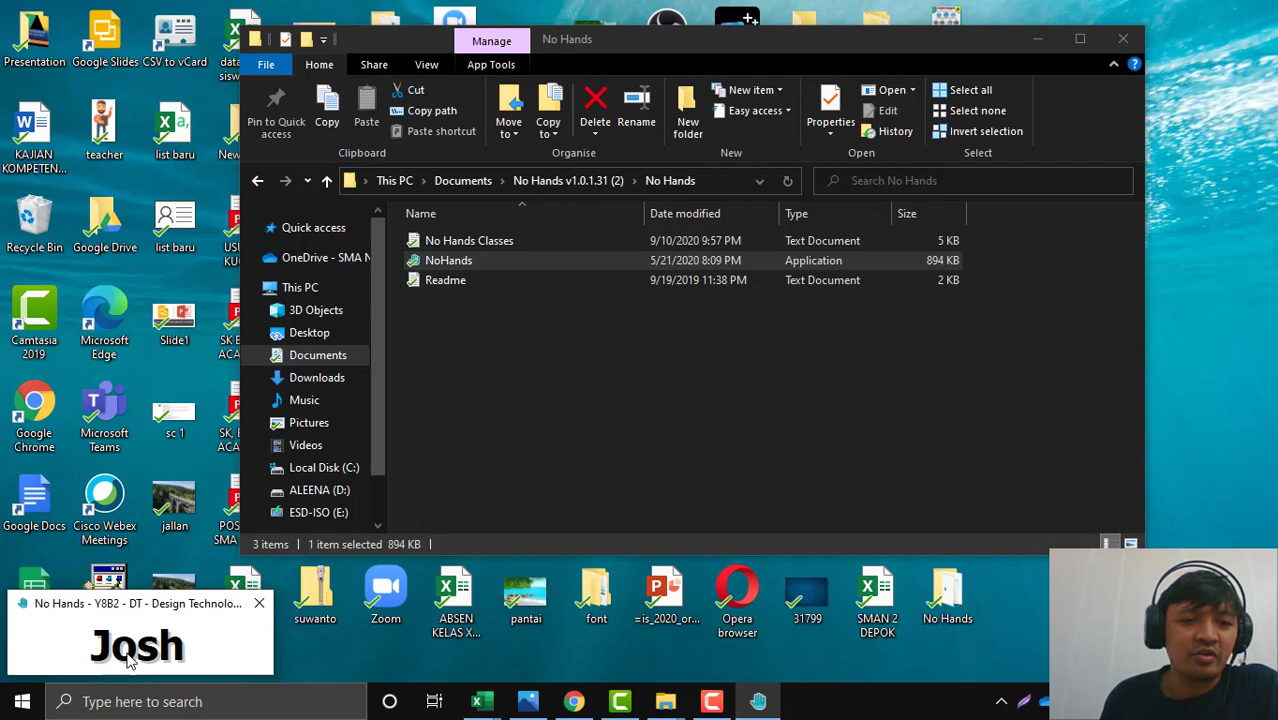 Manage
No Hands
File
Home
Share
View
App Tools
Pin to Quick access
Copy
Paste
Cut
Copy path
Paste shortcut
Clipboard
Move to
Copy to
Delete
Rename
Organise
New folder
New item
Easy access
New
Properties
Open
Edit
History
Open
Select all
Select none
Invert selection
Select
This PC
Documents
No Hands v1.0.1.31 (2)
No Hands
Search No Hands
Name
Date modified
Type
Size
No Hands Classes
9/10/2020 9:57 PM
Text Document
5 KB
NoHands
5/21/2020 8:09 PM
Application
894 KB
Readme
9/19/2019 11:38 PM
Text Document
2 KB
Quick access
OneDrive - SMA N
This PC
3D Objects
Desktop
Documents
Downloads
Music
Pictures
Videos
Local Disk (C:)
ALEENA (D:)
ESD-ISO (E:)
3 items
1 item selected 894 KB
Presentation
Google Slides
CSV to vCard
KAJIAN KOMPETEN...
teacher
list baru
Recycle Bin
Google Drive
list baru
Camtasia 2019
Microsoft Edge
Slide1
Google Chrome
Microsoft Teams
sc 1
Google Docs
Cisco Webex Meetings
jallan
suwanto
Zoom
ABSEN KELAS X...
pantai
font
=is_2020_or...
Opera browser
31799
SMAN 2 DEPOK
No Hands
No Hands - Y8B2 - DT - Design Technolo...
Josh
Type here to search